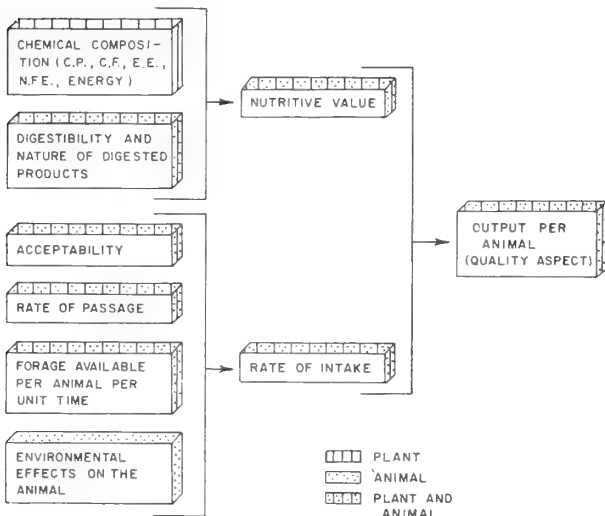 CHEMICAL COMPOSI-
TION (C.P., C.F., E.E.,
N.F.E., ENERGY)
DIGESTIBILITY AND
NATURE OF DIGESTED
PRODUCTS
ACCEPTABILITY
RATE OF PASSAGE
FORAGE AVAILABLE
PER ANIMAL PER
UNIT TIME
ENVIRONMENTAL
EFFECTS ON THE
ANIMAL
NUTRITIVE VALUE
RATE OF INTAKE
OUTPUT PER
ANIMAL
(QUALITY ASPECT)
PLANT
ANIMAL
PLANT AND
ANIMAL